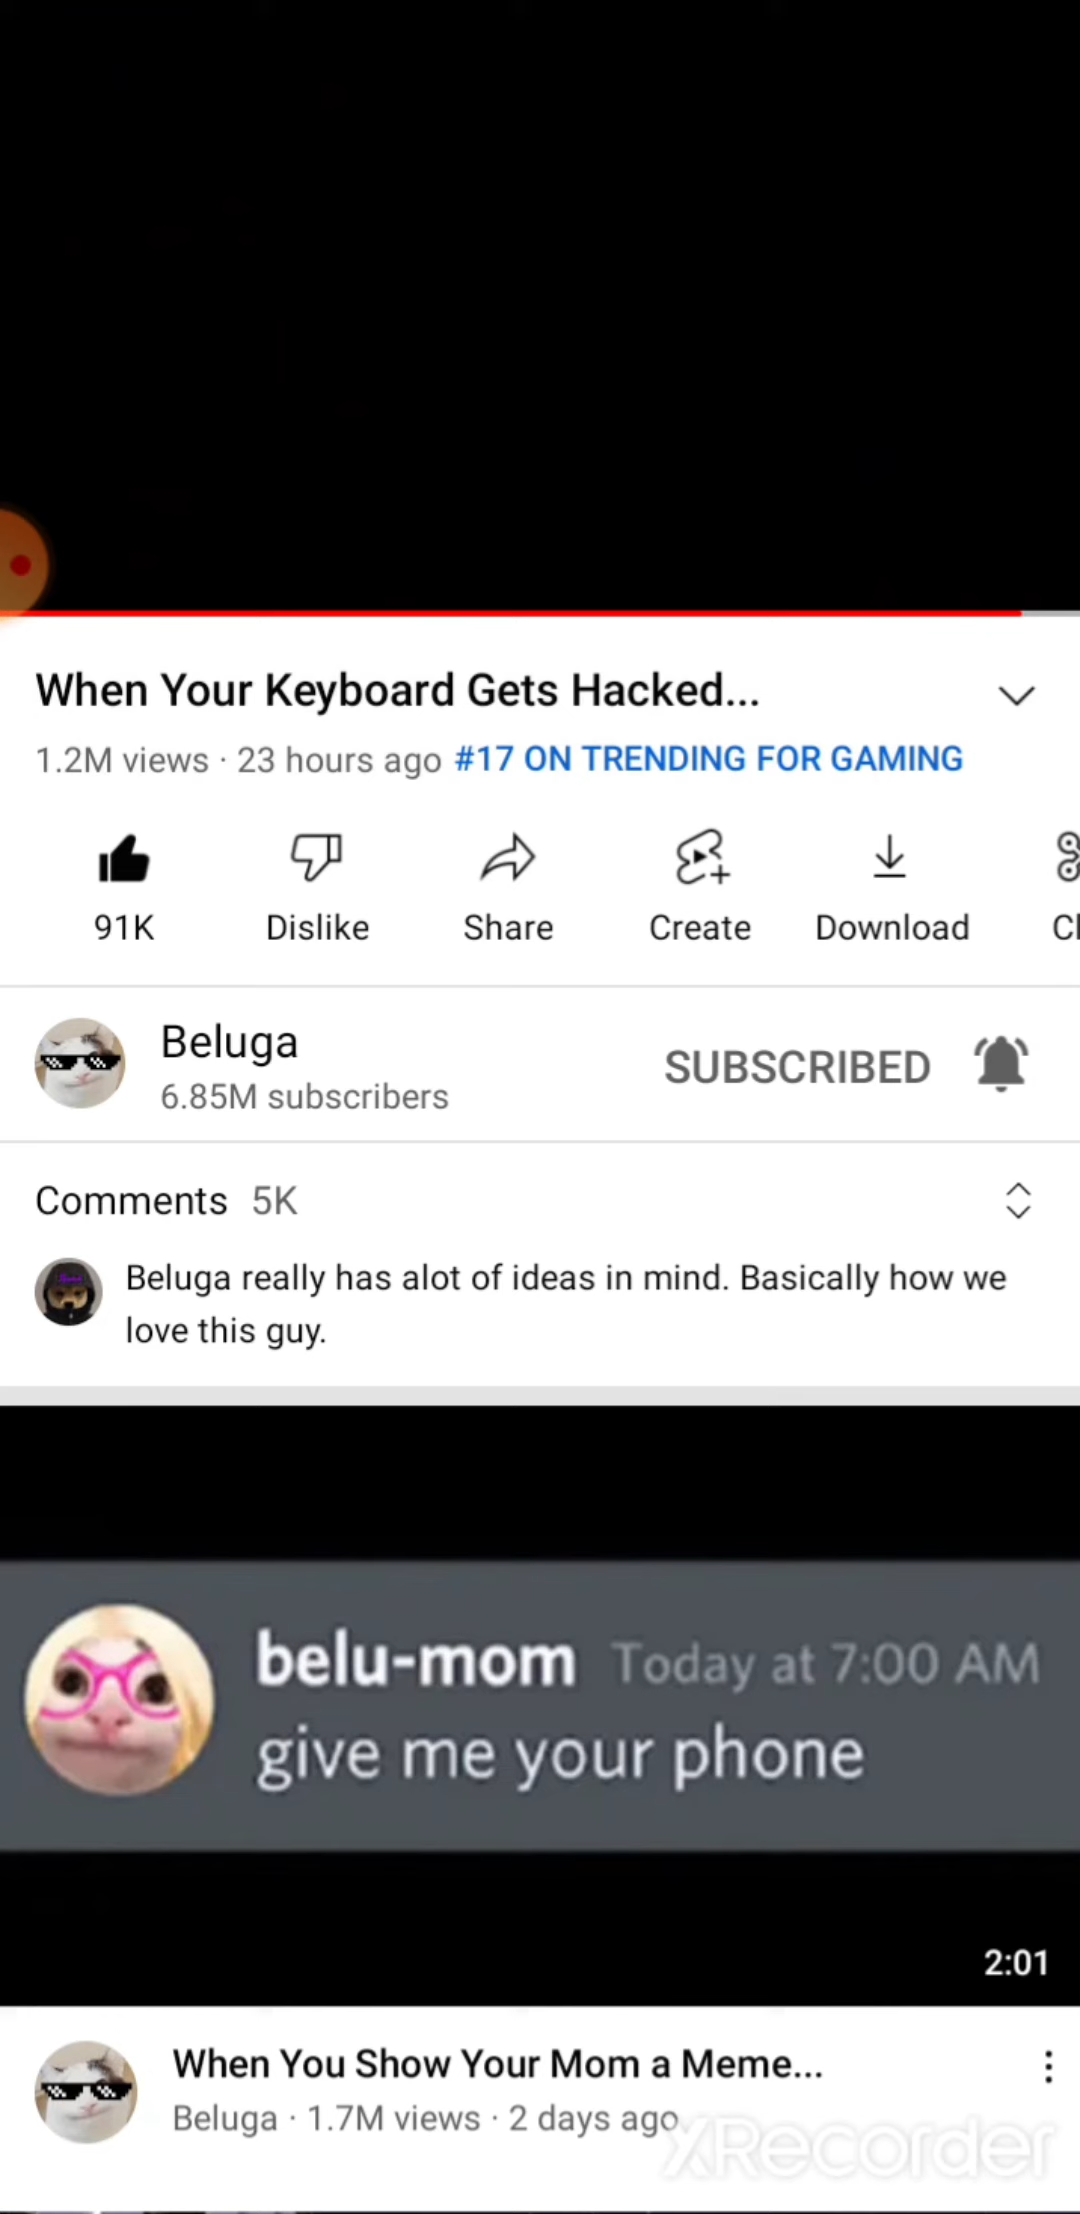 When Your Keyboard Gets Hacked...
1.2M views · 23 hours ago #17 ON TRENDING FOR GAMING
91K Dislike Share Create Download
Beluga
6.85M subscribers
SUBSCRIBED
Comments 5K
Beluga really has alot of ideas in mind. Basically how we
love this guy.
belu-mom Today at 7:00 AM
give me your phone
2:01
When You Show Your Mom a Meme...
Beluga · 1.7M views · 2 days ago
XRecorder